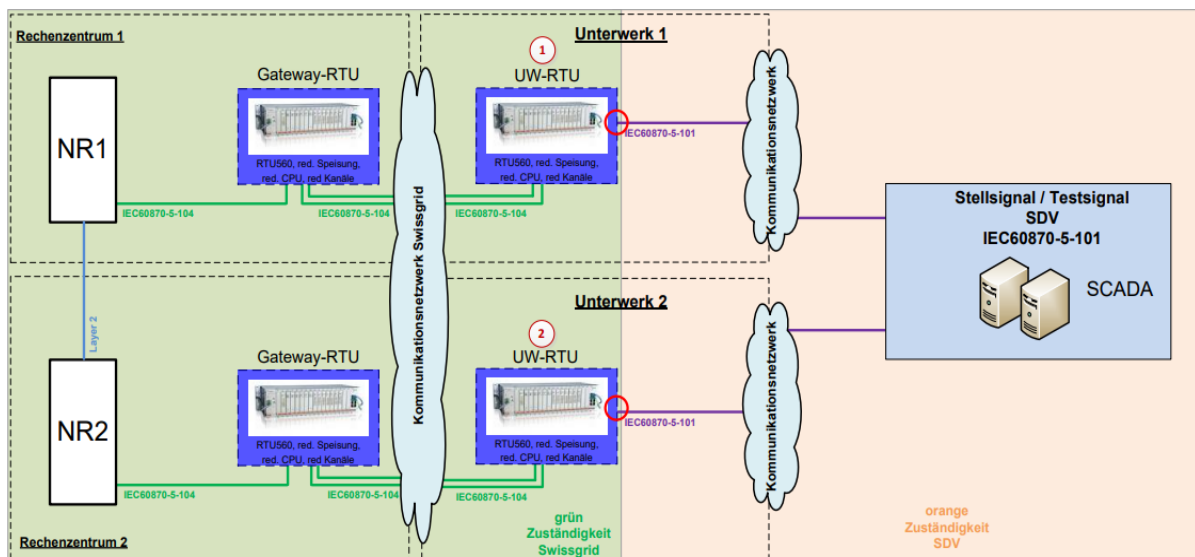 Rechenzentrum 1
Unterwerk 1
1
Gateway-RTU
UW-RTU
NR1
RTU560, red. Speisung,
red. CPU, red Kanäle
RTU560, red. Speisung,
red. CPU, red Kanäle
IEC60870-5-104
IEC60870-5-104
IEC60870-5-104
IEC60870-5-101
Kommunikationsnetzwerk
Kommunikationsnetzwerk Swissgrid
Layer 2
Stellsignal / Testsignal
SDV
IEC60870-5-101
SCADA
Unterwerk 2
2
Gateway-RTU
UW-RTU
NR2
RTU560, red. Speisung,
red. CPU, red Kanäle
RTU560, red. Speisung,
red. CPU, red Kanäle
IEC60870-5-104
IEC60870-5-104
IEC60870-5-104
IEC60870-5-101
Kommunikationsnetzwerk
Rechenzentrum 2
grün
Zuständigkeit
Swissgrid
orange
Zuständigkeit
SDV